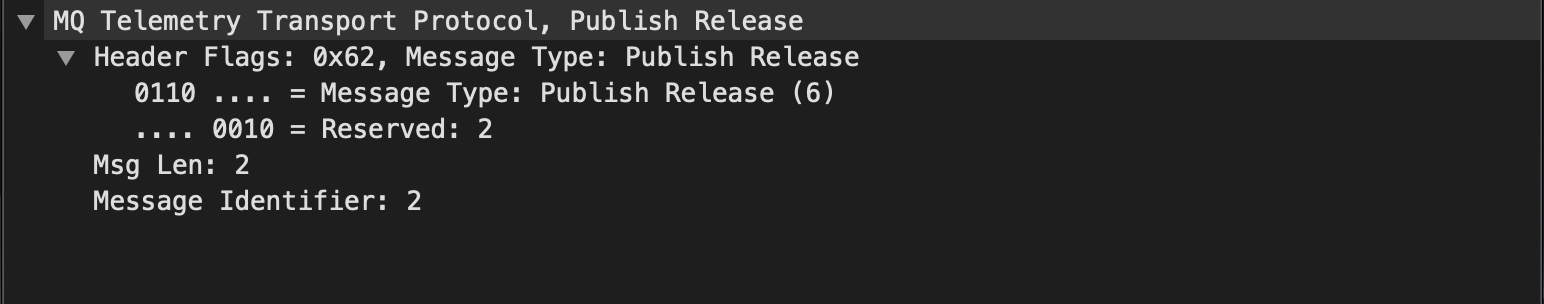 MQ Telemetry Transport Protocol, Publish Release
Header Flags: 0x62, Message Type: Publish Release
0110 .... = Message Type: Publish Release (6)
.... 0010 = Reserved: 2
Msg Len: 2
Message Identifier: 2